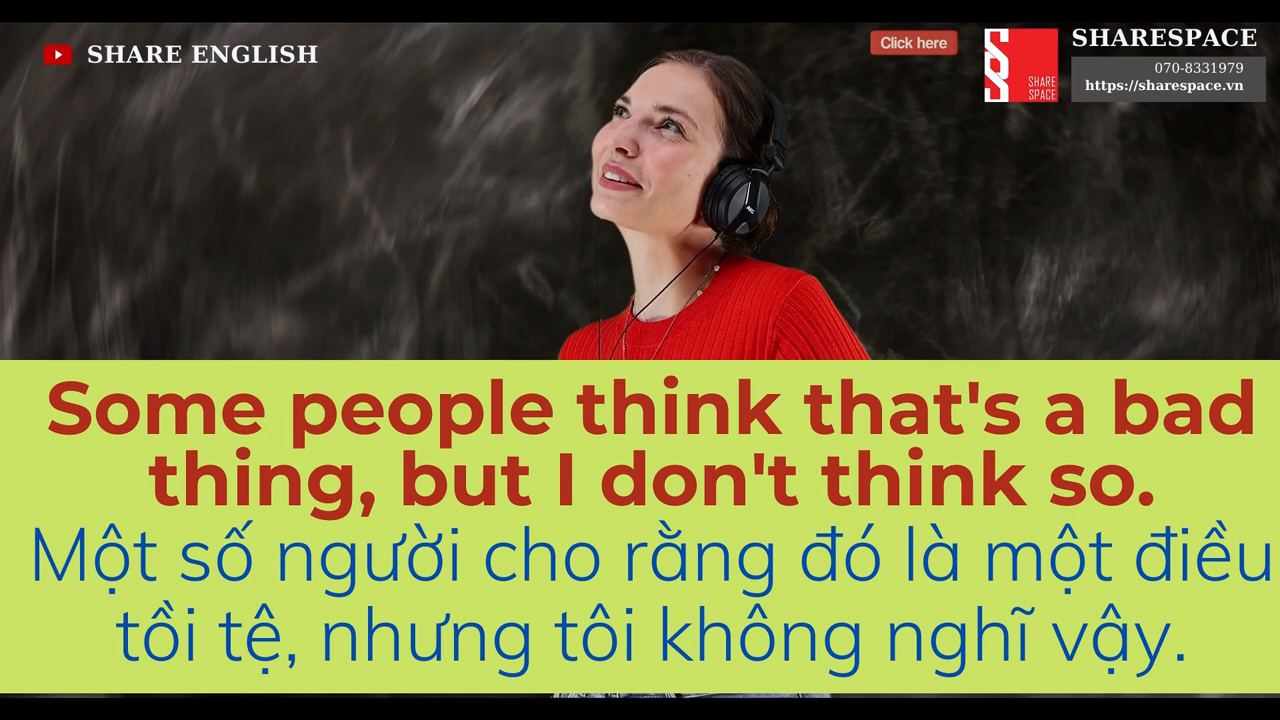 SHARE ENGLISH
Click here
SHARE
SPACE
SHARESPACE
070-8331979
https://sharespace.vn
Some people think that's a bad
thing, but I don't think so.
Một số người cho rằng đó là một điều
tồi tệ, nhưng tôi không nghĩ vậy.